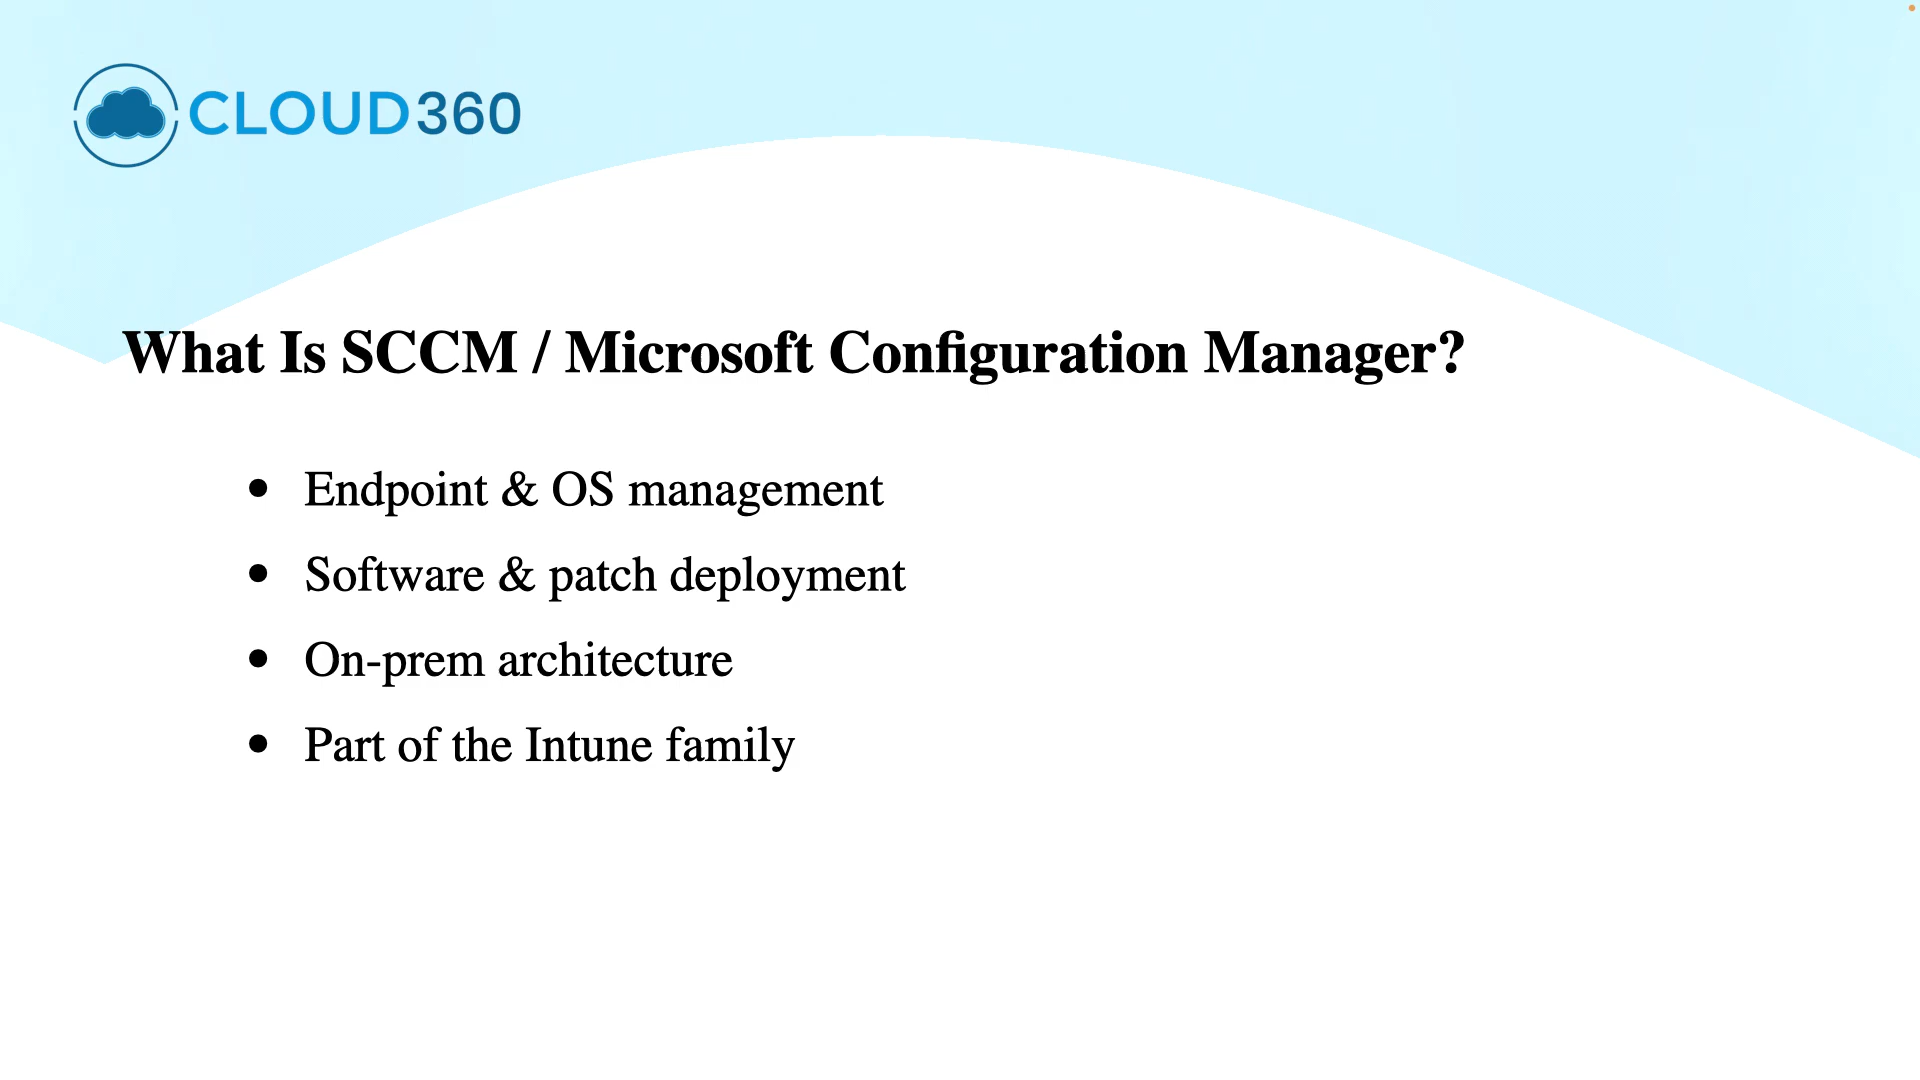 CLOUD360
What Is SCCM / Microsoft Configuration Manager?
• Endpoint & OS management
• Software & patch deployment
• On-prem architecture
• Part of the Intune family